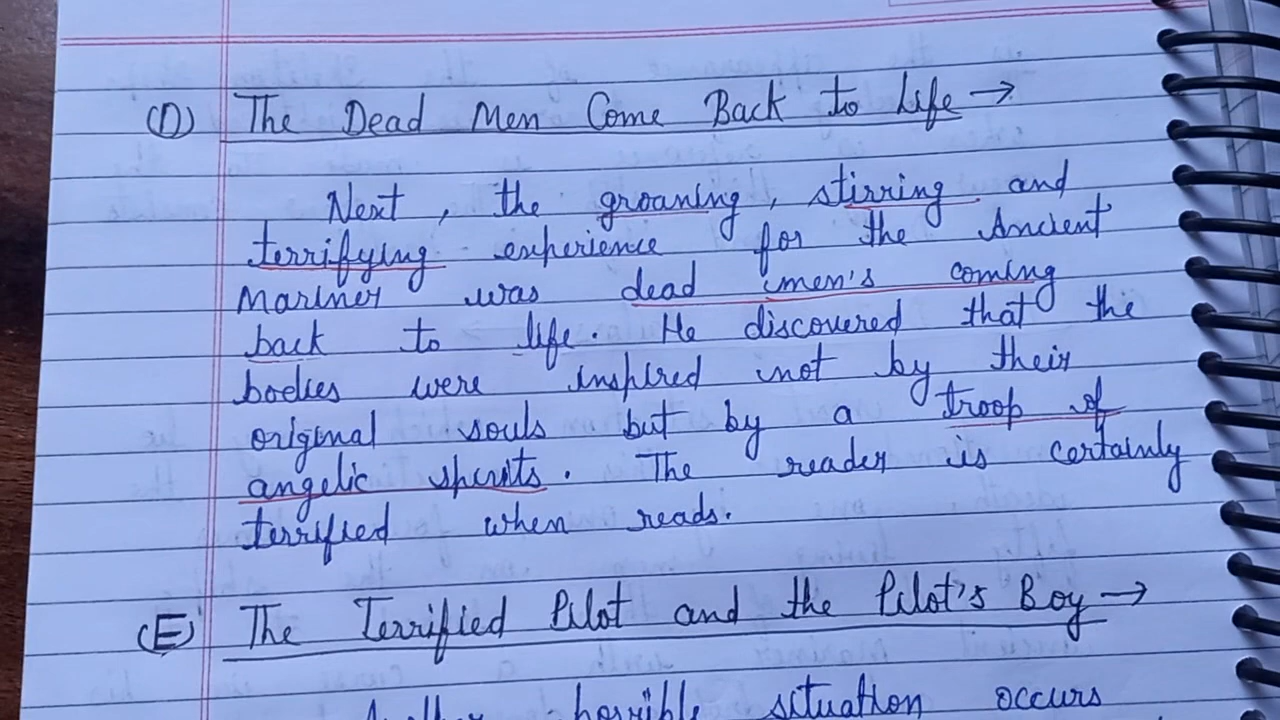 (D) The Dead Men Come Back to Life →
Next, the groaning, stirring and
terrifying experience for the Ancient
Mariner was dead men's coming
back to life. He discovered that the
bodies were inspired not by their
original souls but by a troop of
angelic spirits. The reader is certainly
terrified when reads.
(E) The Terrified Pilot and the Pilot's Boy →
Another horrible situation occurs